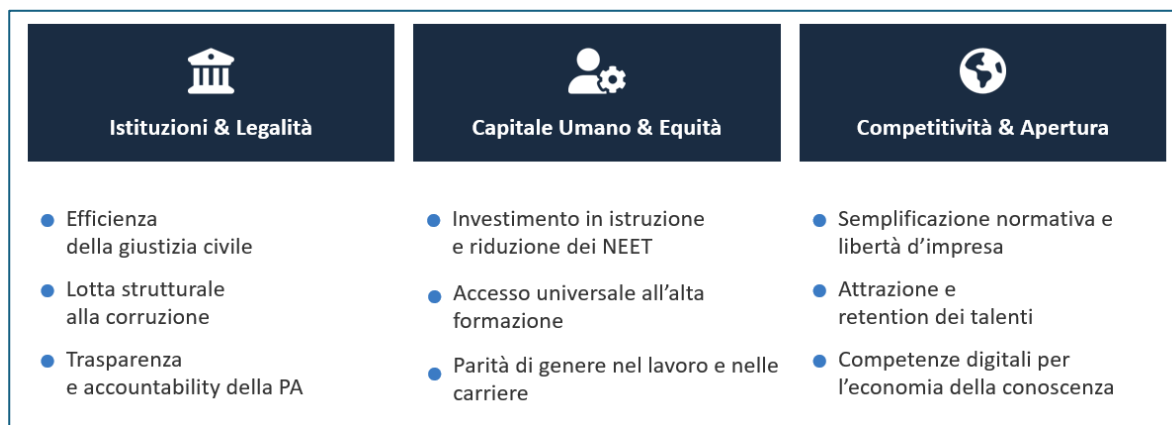 Istituzioni & Legalità
Efficienza
della giustizia civile
Lotta strutturale
alla corruzione
Trasparenza
e accountability della PA
Capitale Umano & Equità
Investimento in istruzione
e riduzione dei NEET
Accesso universale all’alta
formazione
Parità di genere nel lavoro e nelle
carriere
Competitività & Apertura
Semplificazione normativa e
libertà d’impresa
Attrazione e
retention dei talenti
Competenze digitali per
l’economia della conoscenza